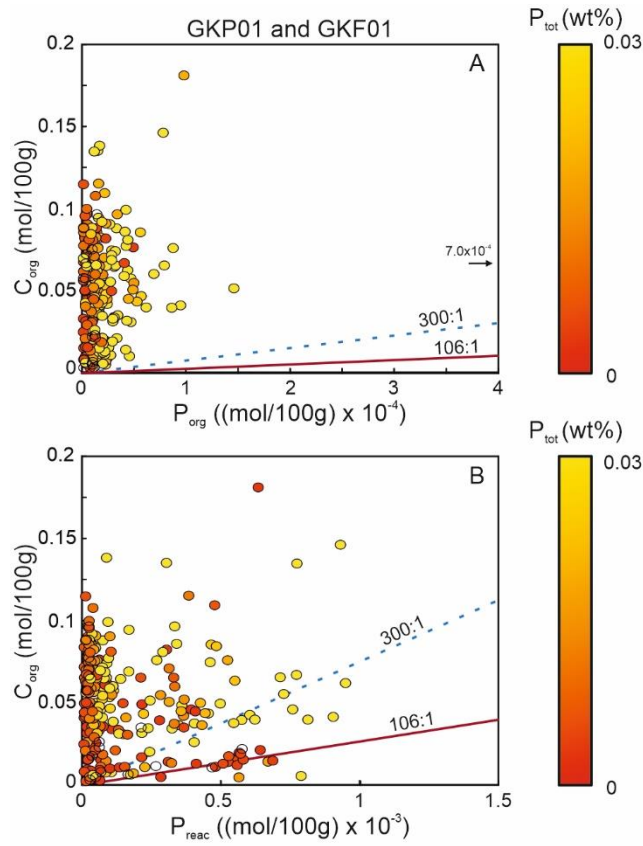 GKP01 and GKF01
P_tot (wt%)
A
0.2
0.15
0.1
0.05
0
C_org (mol/100g)
7.0x10⁻⁴
300:1
106:1
0 1 2 3 4
P_org ((mol/100g) x 10⁻⁴)
0.03
0
P_tot (wt%)
B
0.2
0.15
0.1
0.05
0
C_org (mol/100g)
300:1
106:1
0 0.5 1 1.5
P_reac ((mol/100g) x 10⁻³)
0.03
0